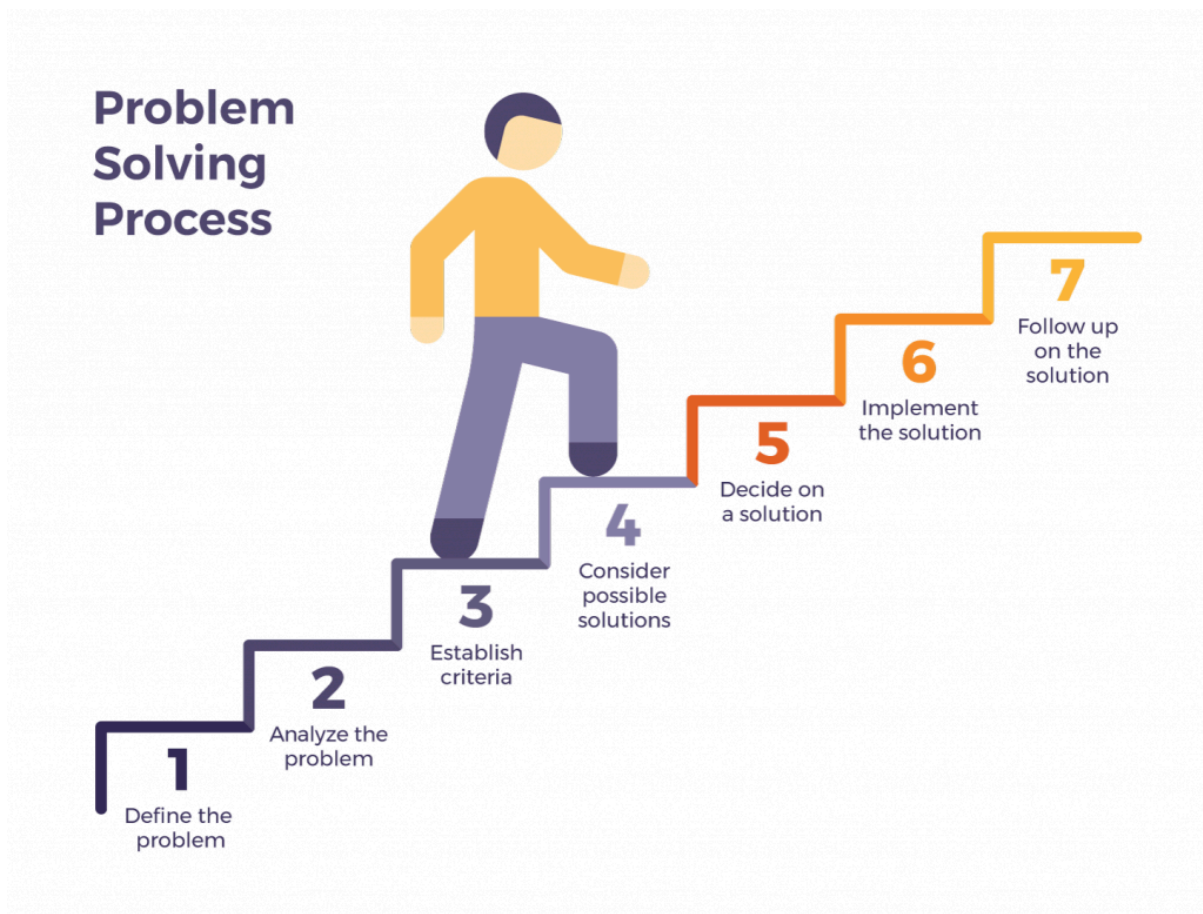 Problem
Solving
Process
1
Define the
problem
2
Analyze the
problem
3
Establish
criteria
4
Consider
possible
solutions
5
Decide on
a solution
6
Implement
the solution
7
Follow up
on the
solution